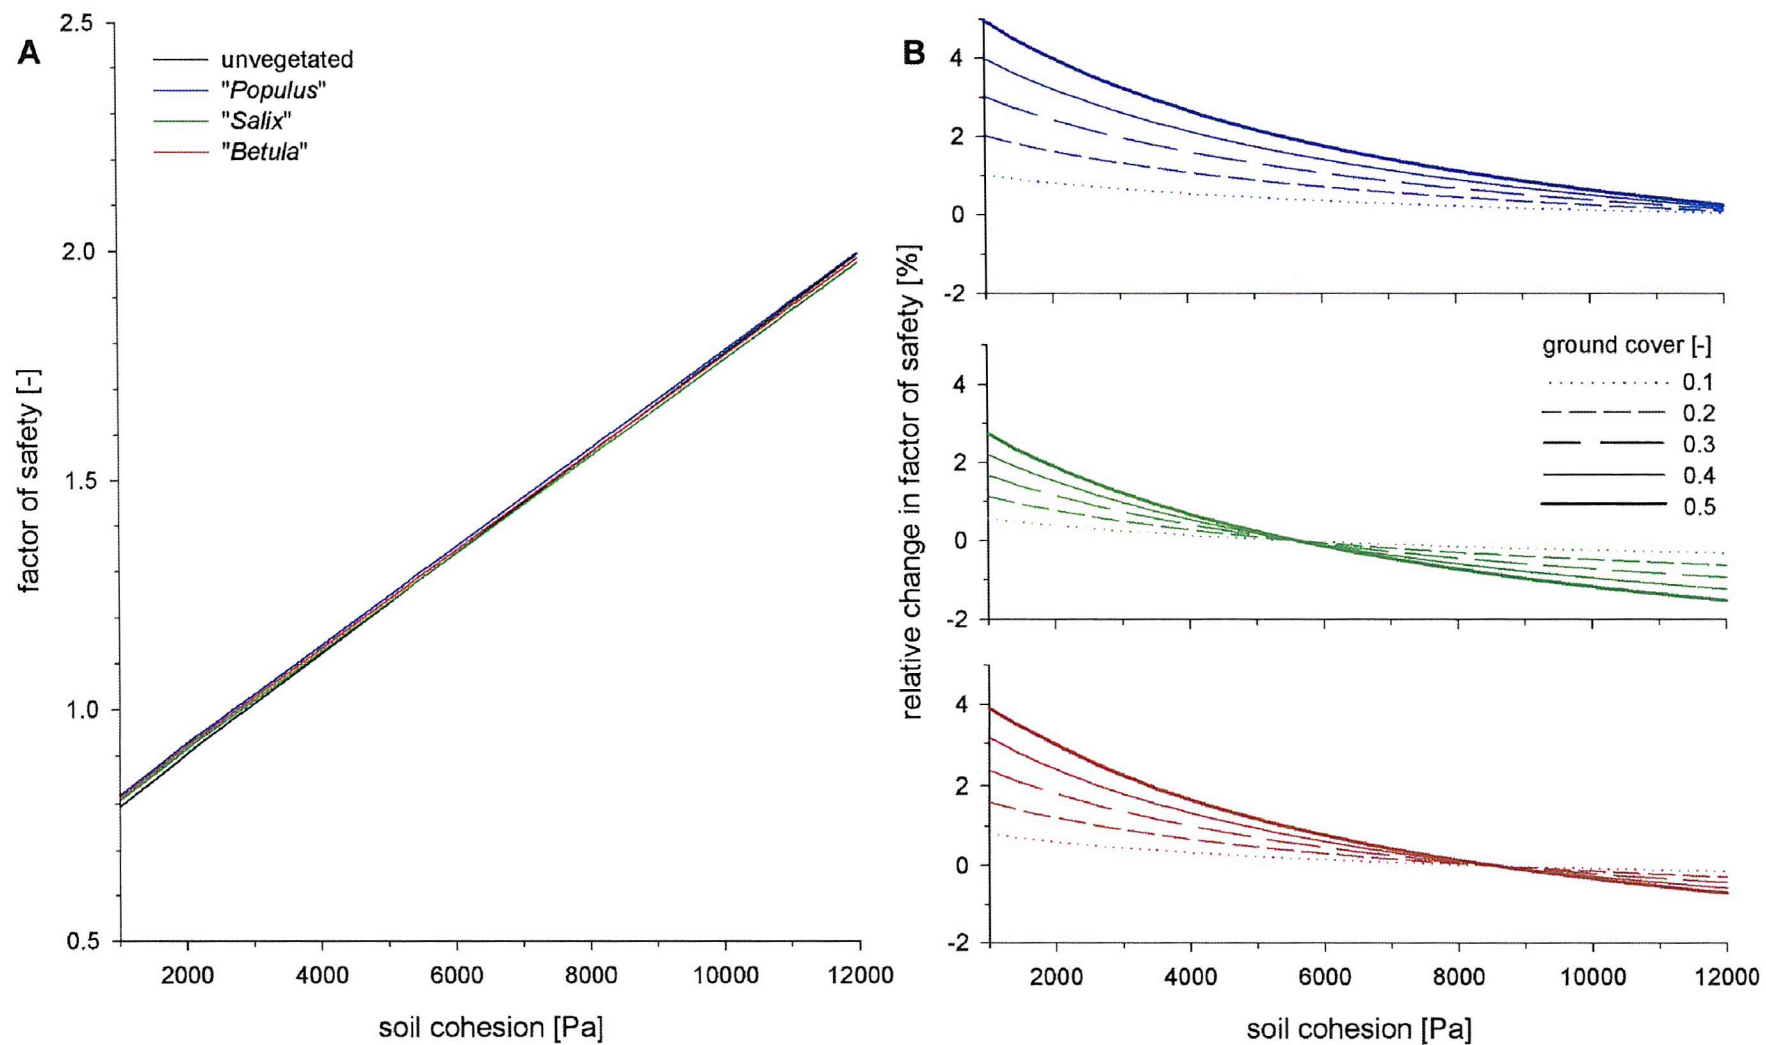 A
2.5
2.0
1.5
1.0
0.5
factor of safety [-]
unvegetated
"Populus"
"Salix"
"Betula"
2000 4000 6000 8000 10000 12000
soil cohesion [Pa]
B
relative change in factor of safety [%]
4
2
0
-2
4
2
0
-2
ground cover [-]
0.1
0.2
0.3
0.4
0.5
4
2
0
-2
2000 4000 6000 8000 10000 12000
soil cohesion [Pa]